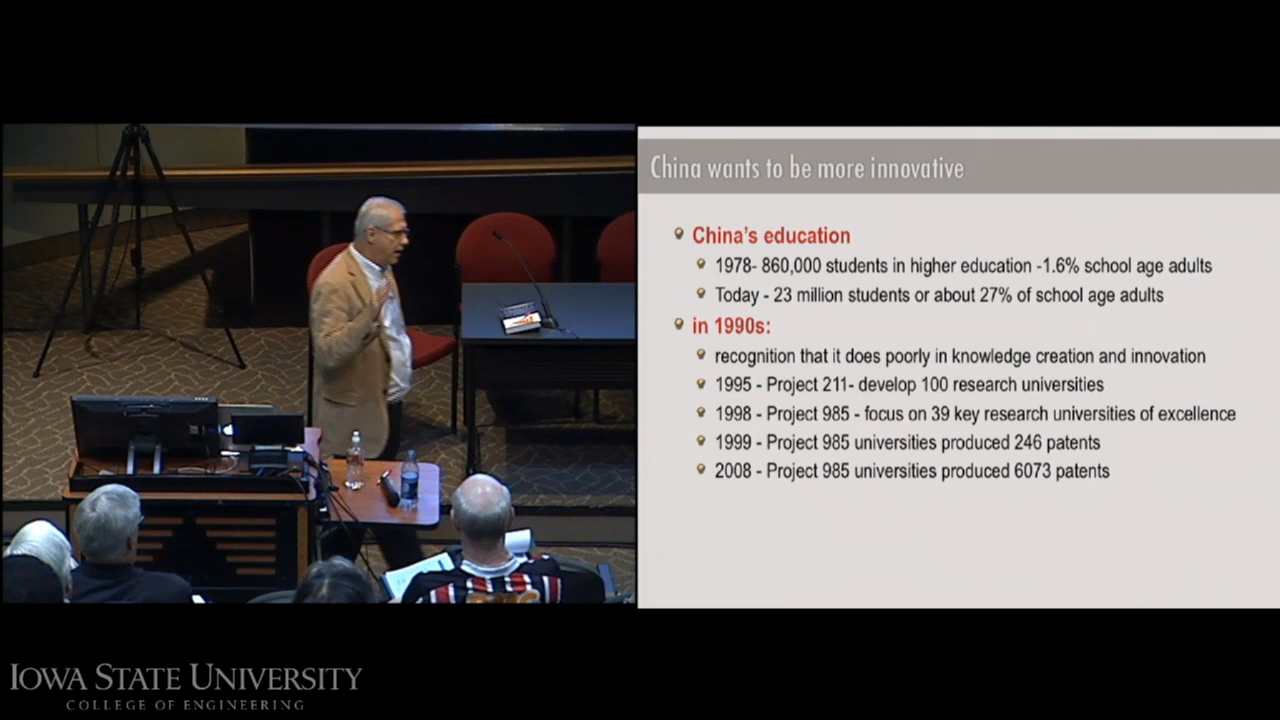 China wants to be more innovative
China's education
1978- 860,000 students in higher education -1.6% school age adults
Today - 23 million students or about 27% of school age adults
in 1990s:
recognition that it does poorly in knowledge creation and innovation
1995 - Project 211- develop 100 research universities
1998 - Project 985 - focus on 39 key research universities of excellence
1999 - Project 985 universities produced 246 patents
2008 - Project 985 universities produced 6073 patents
IOWA STATE UNIVERSITY
COLLEGE OF ENGINEERING